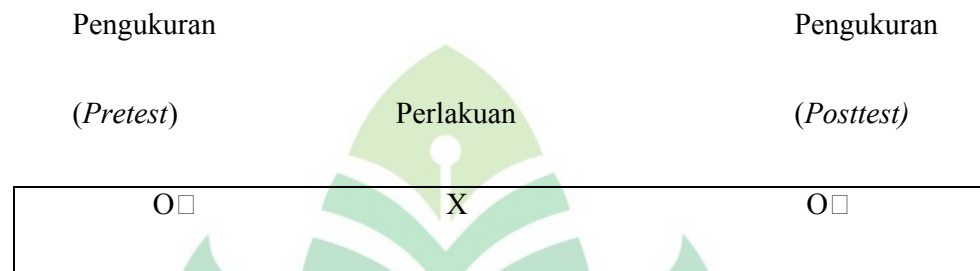 Pengukuran Pengukuran
(Pretest) Perlakuan (Posttest)
O□ X O□